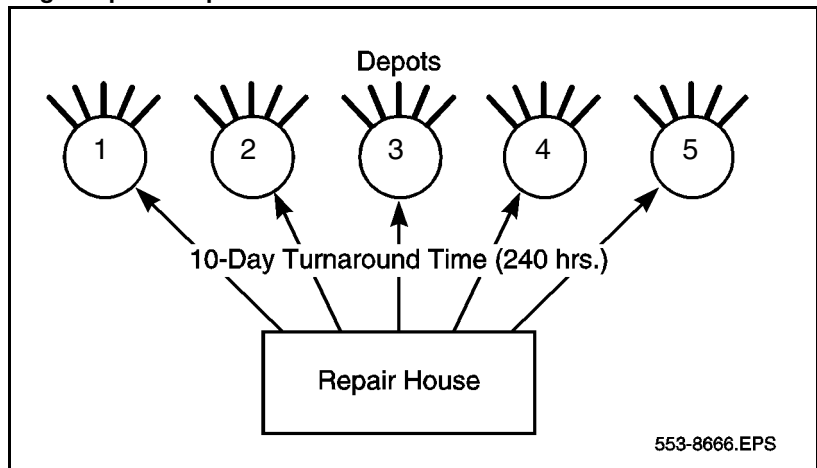 Depots
1 2 3 4 5
10-Day Turnaround Time (240 hrs.)
Repair House
553-8666.EPS